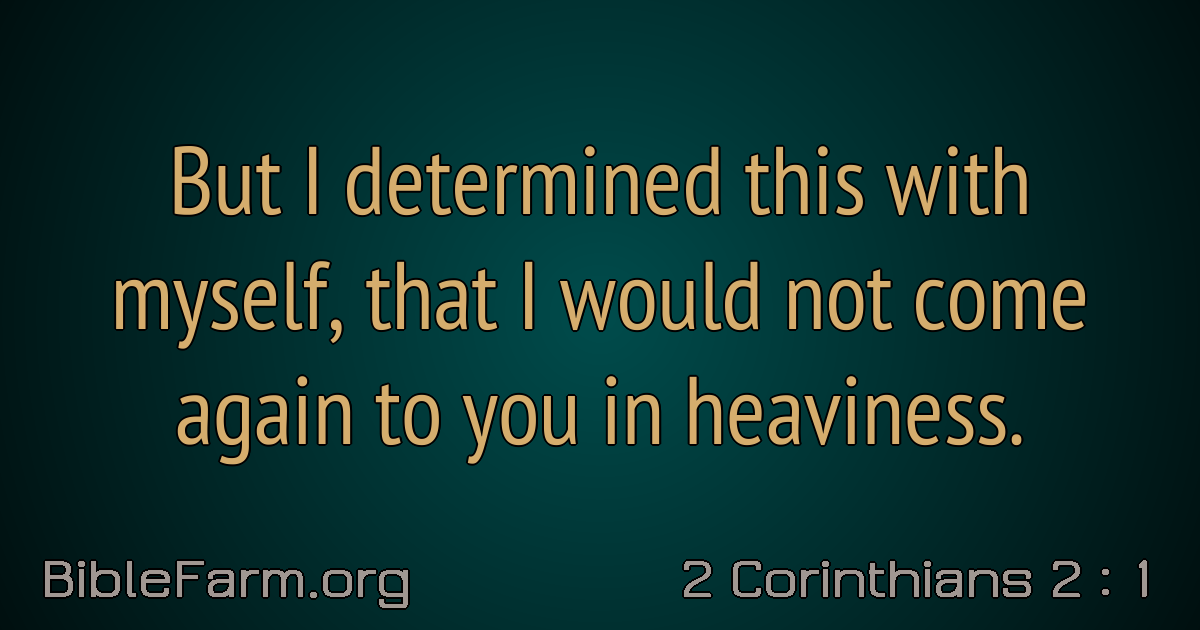 But I determined this with
myself, that I would not come
again to you in heaviness.
BibleFarm.org
2 Corinthians 2 : 1